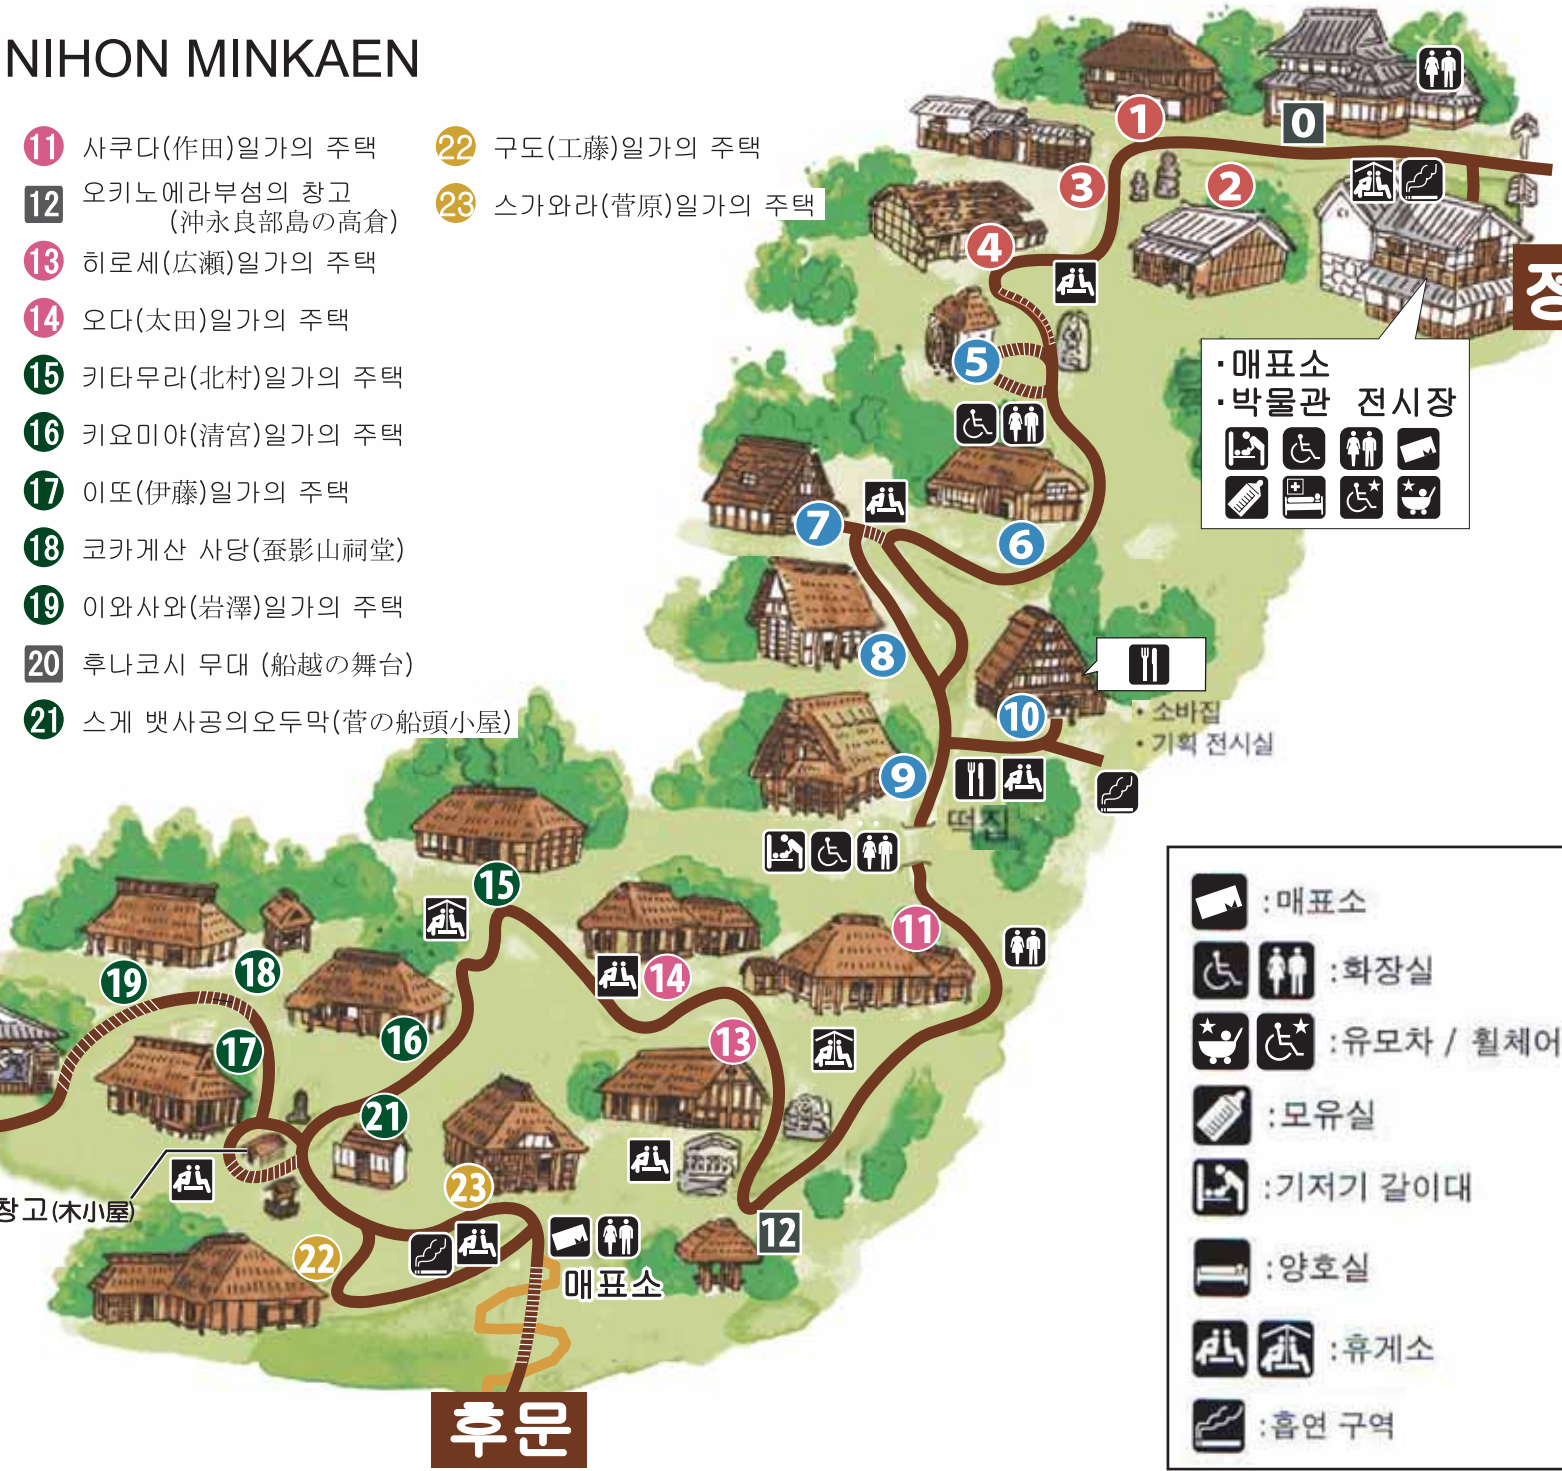 NIHON MINKAEN
11 사쿠다(作田)일가의 주택
12 오키노에라부섬의 창고
(沖永良部島の高倉)
13 히로세(広瀬)일가의 주택
14 오다(太田)일가의 주택
15 키타무라(北村)일가의 주택
16 키요미야(清宮)일가의 주택
17 이또(伊藤)일가의 주택
18 코카게산 사당(蚕影山祠堂)
19 이와사와(岩澤)일가의 주택
20 후나코시 무대 (船越の舞台)
21 스게 뱃사공의오두막(菅の船頭小屋)
22 구도(工藤)일가의 주택
23 스가와라(菅原)일가의 주택
0
1
2
3
4
5
6
7
8
9
10
11
12
13
14
15
16
17
18
19
21
22
23
·매표소
·박물관 전시장
· 소바집
· 기획 전시실
떡집
창고(木小屋)
매표소
후문
:매표소
:화장실
:유모차 / 휠체어
:모유실
:기저기 갈이대
:양호실
:휴게소
:흡연 구역